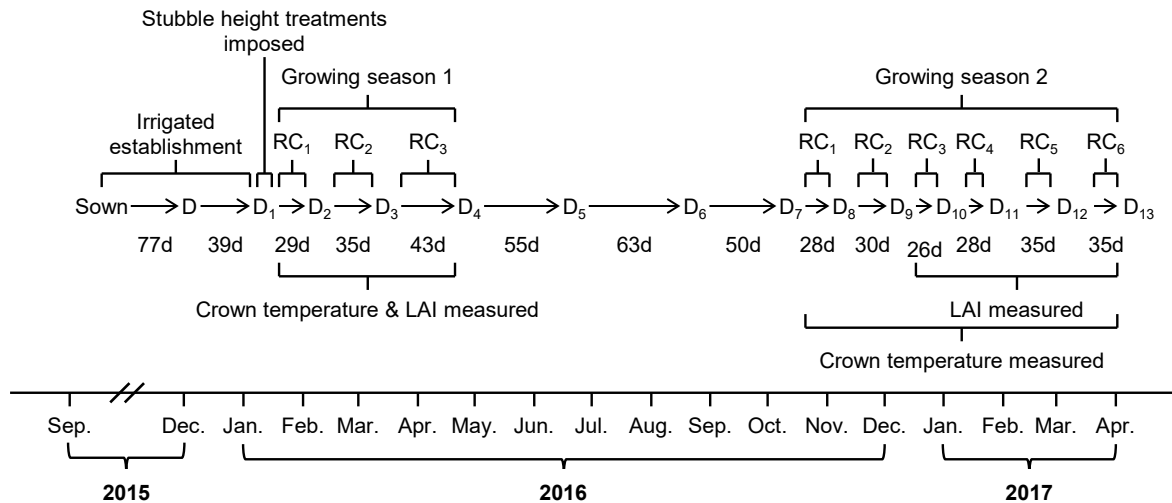 Stubble height treatments
imposed
Growing season 1
Growing season 2
Irrigated
establishment
RC₁ RC₂ RC₃ RC₁ RC₂ RC₃ RC₄ RC₅ RC₆
Sown D D₁ D₂ D₃ D₄ D₅ D₆ D₇ D₈ D₉ D₁₀ D₁₁ D₁₂ D₁₃
77d 39d 29d 35d 43d 55d 63d 50d 28d 30d 26d 28d 35d 35d
Crown temperature & LAI measured
LAI measured
Crown temperature measured
Sep. Dec. Jan. Feb. Mar. Apr. May. Jun. Jul. Aug. Sep. Oct. Nov. Dec. Jan. Feb. Mar. Apr.
2015 2016 2017